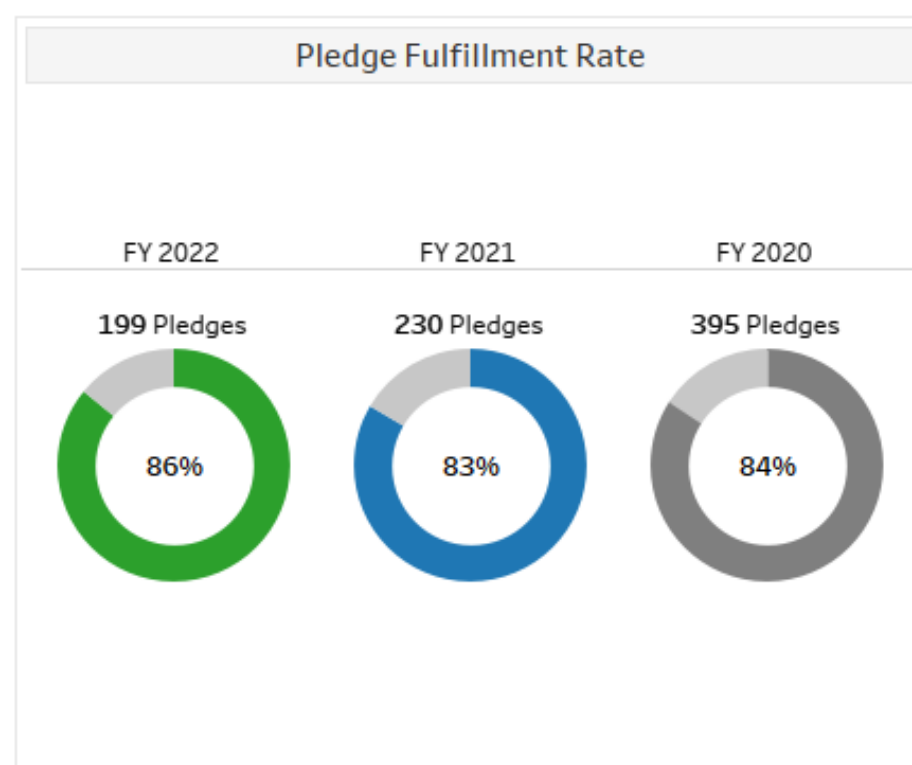 Pledge Fulfillment Rate
FY 2022 FY 2021 FY 2020
199 Pledges 230 Pledges 395 Pledges
86% 83% 84%